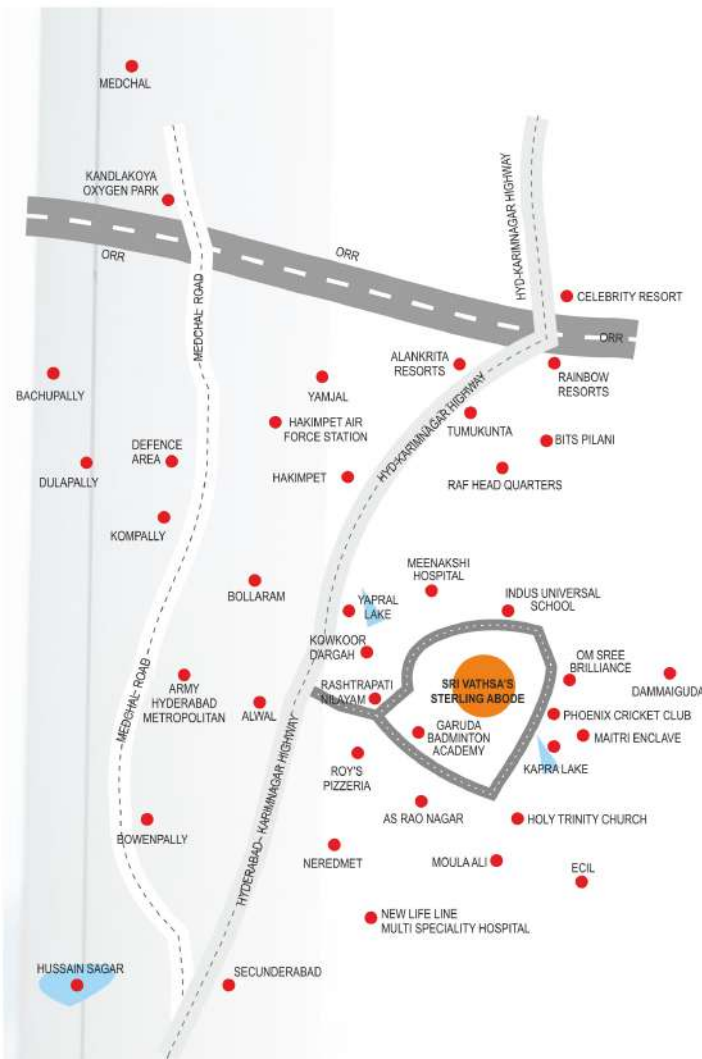 MEDCHAL
KANDLAKOYA
OXYGEN PARK
HYD-KARIMNAGAR HIGHWAY
ORR
ORR
CELEBRITY RESORT
MEDCHAL ROAD
ORR
ALANKRITA
RESORTS
RAINBOW
RESORTS
BACHUPALLY
YAMJAL
HYD-KARIMNAGAR HIGHWAY
HAKIMPET AIR
FORCE STATION
TUMUKUNTA
BITS PILANI
DEFENCE
AREA
DULAPALLY
HAKIMPET
RAF HEAD QUARTERS
KOMPALLY
MEENAKSHI
HOSPITAL
BOLLARAM
YAPRAL
LAKE
INDUS UNIVERSAL
SCHOOL
KOWKOOR
D'ARGAH
OM SREE
BRILLIANCE
MEDCHAL ROAD
ARMY
HYDERABAD
METROPOLITAN
ALWAL
RASHTRAPATI
NILAYAM
SRI VATHSA'S
STERLING ABODE
DAMMAIGUDA
PHOENIX CRICKET CLUB
GARUDA
BADMINTON
ACADEMY
MAITRI ENCLAVE
KAPRA LAKE
HYDERABAD - KARIMNAGAR HIGHWAY
ROY'S
PIZZERIA
AS RAO NAGAR
HOLY TRINITY CHURCH
BOWENPALLY
NEREDMET
MOULA ALI
ECIL
NEW LIFE LINE
MULTI SPECIALITY HOSPITAL
HUSSAIN SAGAR
SECUNDERABAD